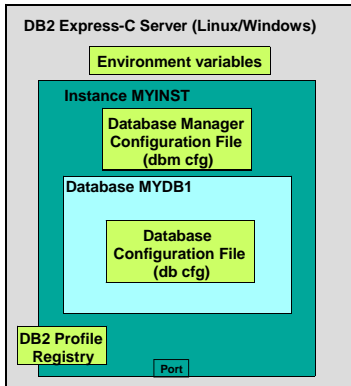 DB2 Express-C Server (Linux/Windows)
Environment variables
Instance MYINST
Database Manager
Configuration File
(dbm cfg)
Database MYDB1
Database
Configuration File
(db cfg)
DB2 Profile
Registry
Port